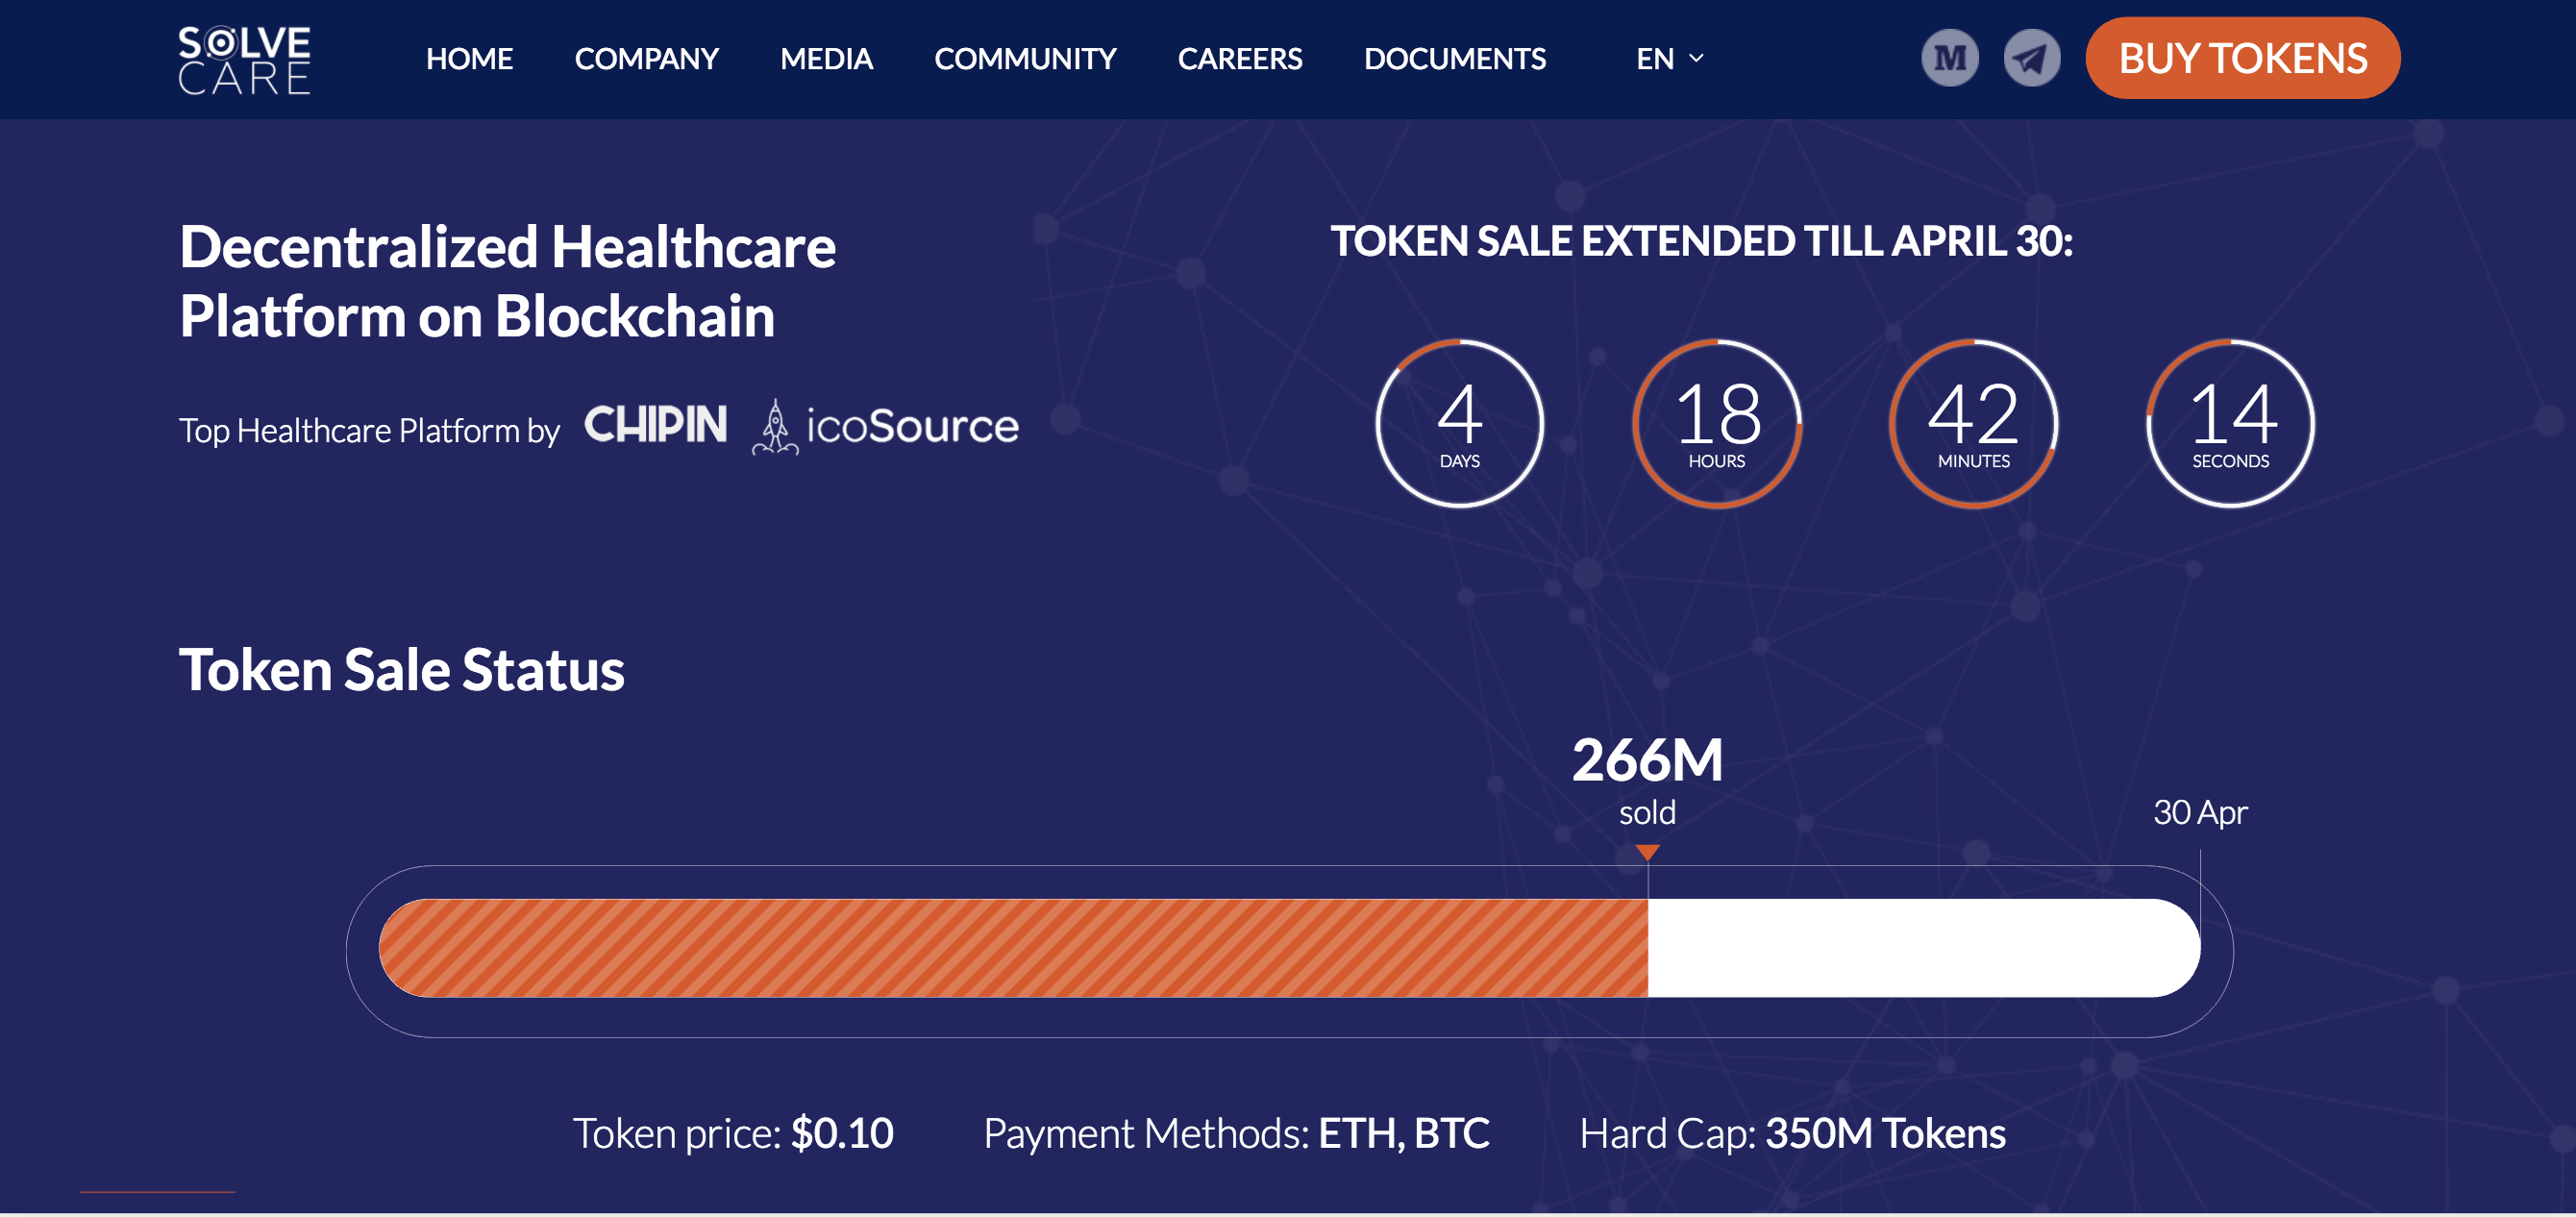 SOLVE
CARE
HOME COMPANY MEDIA COMMUNITY CAREERS DOCUMENTS EN
M
BUY TOKENS
Decentralized Healthcare
Platform on Blockchain
Top Healthcare Platform by CHIPIN icoSource
TOKEN SALE EXTENDED TILL APRIL 30:
4 18 42 14
DAYS HOURS MINUTES SECONDS
Token Sale Status
266M
sold
30 Apr
Token price: $0.10 Payment Methods: ETH, BTC Hard Cap: 350M Tokens